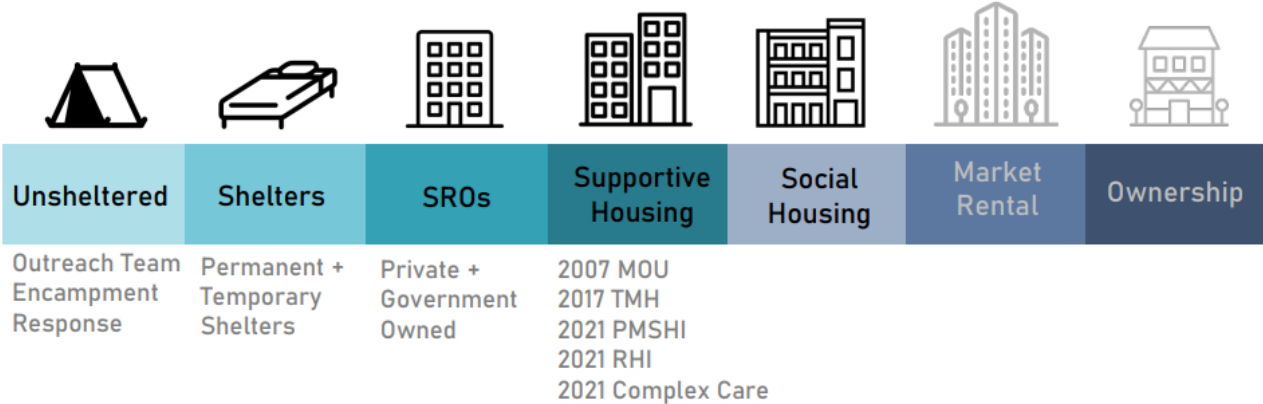 Unsheltered
Shelters
SROs
Supportive
Housing
Social
Housing
Market
Rental
Ownership
Outreach Team
Encampment
Response
Permanent +
Temporary
Shelters
Private +
Government
Owned
2007 MOU
2017 TMH
2021 PMSHI
2021 RHI
2021 Complex Care